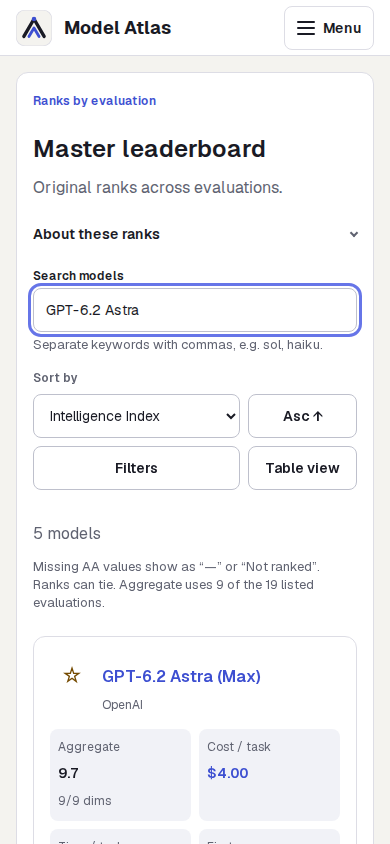 Model Atlas
Menu
Ranks by evaluation
Master leaderboard
Original ranks across evaluations.
About these ranks
Search models
GPT-6.2 Astra
Separate keywords with commas, e.g. sol, haiku.
Sort by
Intelligence Index
Asc ↑
Filters
Table view
5 models
Missing AA values show as “—” or “Not ranked”.
Ranks can tie. Aggregate uses 9 of the 19 listed
evaluations.
GPT-6.2 Astra (Max)
OpenAI
Aggregate
Cost / task
9.7
$4.00
9/9 dims